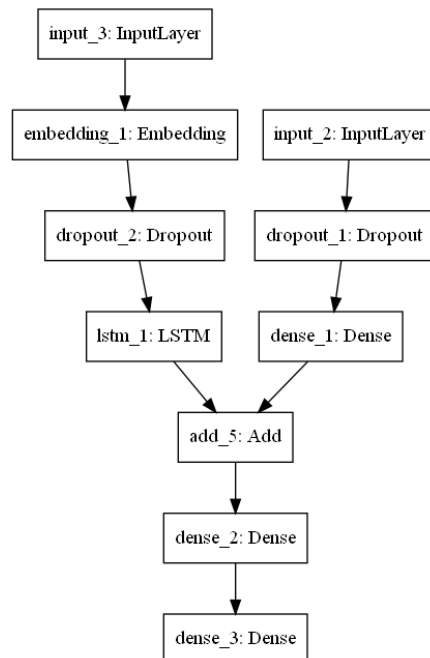 input_3: InputLayer
embedding_1: Embedding
input_2: InputLayer
dropout_2: Dropout
dropout_1: Dropout
lstm_1: LSTM
dense_1: Dense
add_5: Add
dense_2: Dense
dense_3: Dense